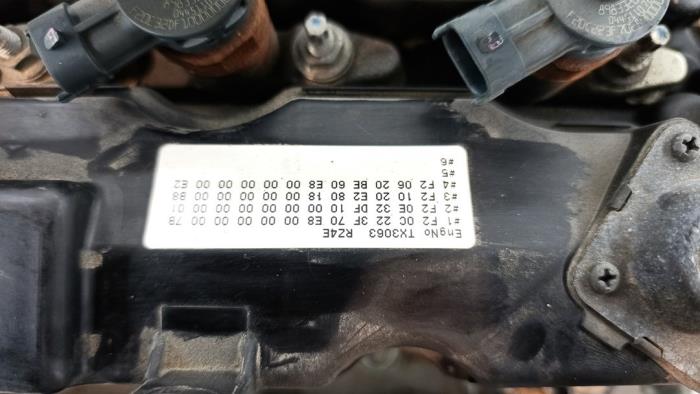 EngNo TX3063 RZ4E
#1 F2 0C 22 3F 70 E8 00 00 00 00 00 78
#2 F2 0E 32 DF 10 00 00 00 00 00 00 01
#3 F2 10 20 E2 80 18 00 00 00 00 00 B8
#4 F2 06 20 BE 60 E8 00 00 00 00 00 E2
#5
#6